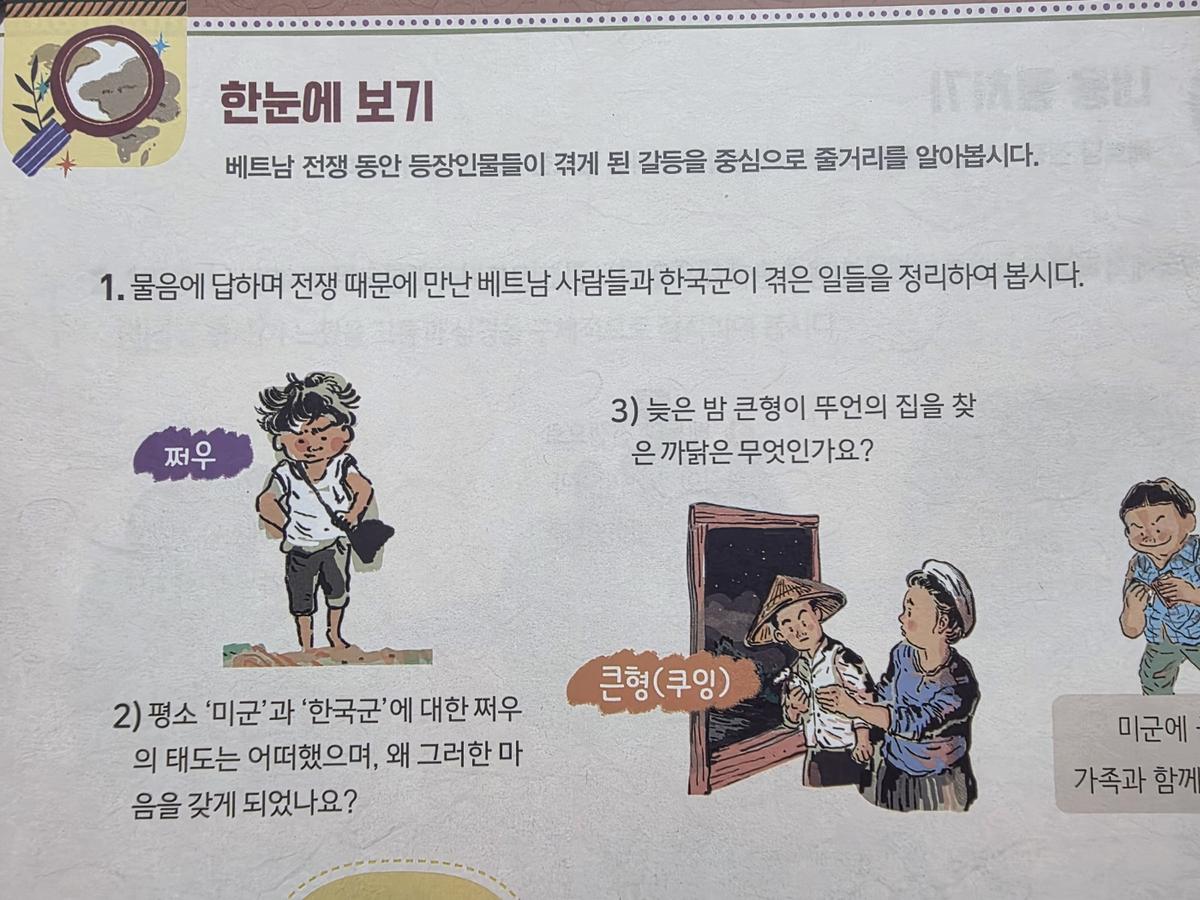 한눈에 보기
베트남 전쟁 동안 등장인물들이 겪게 된 갈등을 중심으로 줄거리를 알아봅시다.
1. 물음에 답하며 전쟁 때문에 만난 베트남 사람들과 한국군이 겪은 일들을 정리하여 봅시다.
쩌우
2) 평소 ‘미군’과 ‘한국군’에 대한 쩌우
의 태도는 어떠했으며, 왜 그러한 마
음을 갖게 되었나요?
3) 늦은 밤 큰형이 뚜언의 집을 찾
은 까닭은 무엇인가요?
큰형(쿠잉)
미군에
가족과 함께